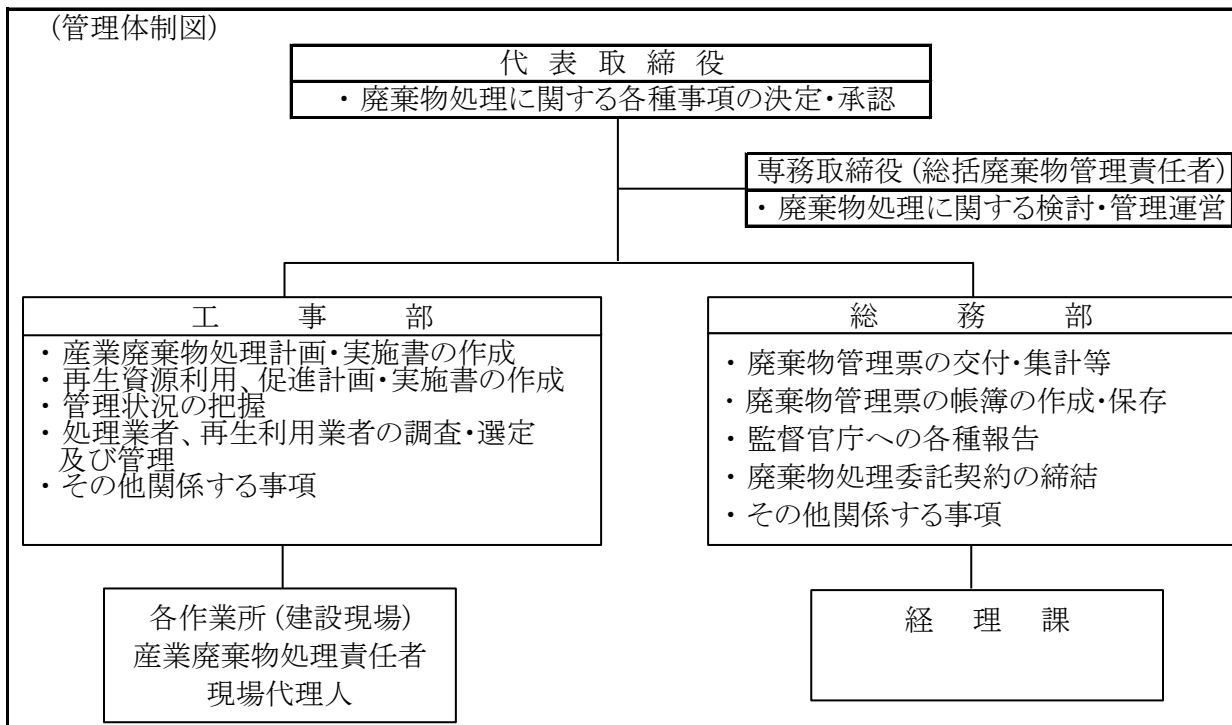 (管理体制図)
代表取締役
・廃棄物処理に関する各種事項の決定・承認
専務取締役(総括廃棄物管理責任者)
・廃棄物処理に関する検討・管理運営
工事部
・産業廃棄物処理計画・実施書の作成
・再生資源利用、促進計画・実施書の作成
・管理状況の把握
・処理業者、再生利用業者の調査・選定
及び管理
・その他関係する事項
総務部
・廃棄物管理票の交付・集計等
・廃棄物管理票の帳簿の作成・保存
・監督官庁への各種報告
・廃棄物処理委託契約の締結
・その他関係する事項
各作業所(建設現場)
産業廃棄物処理責任者
現場代理人
経理課